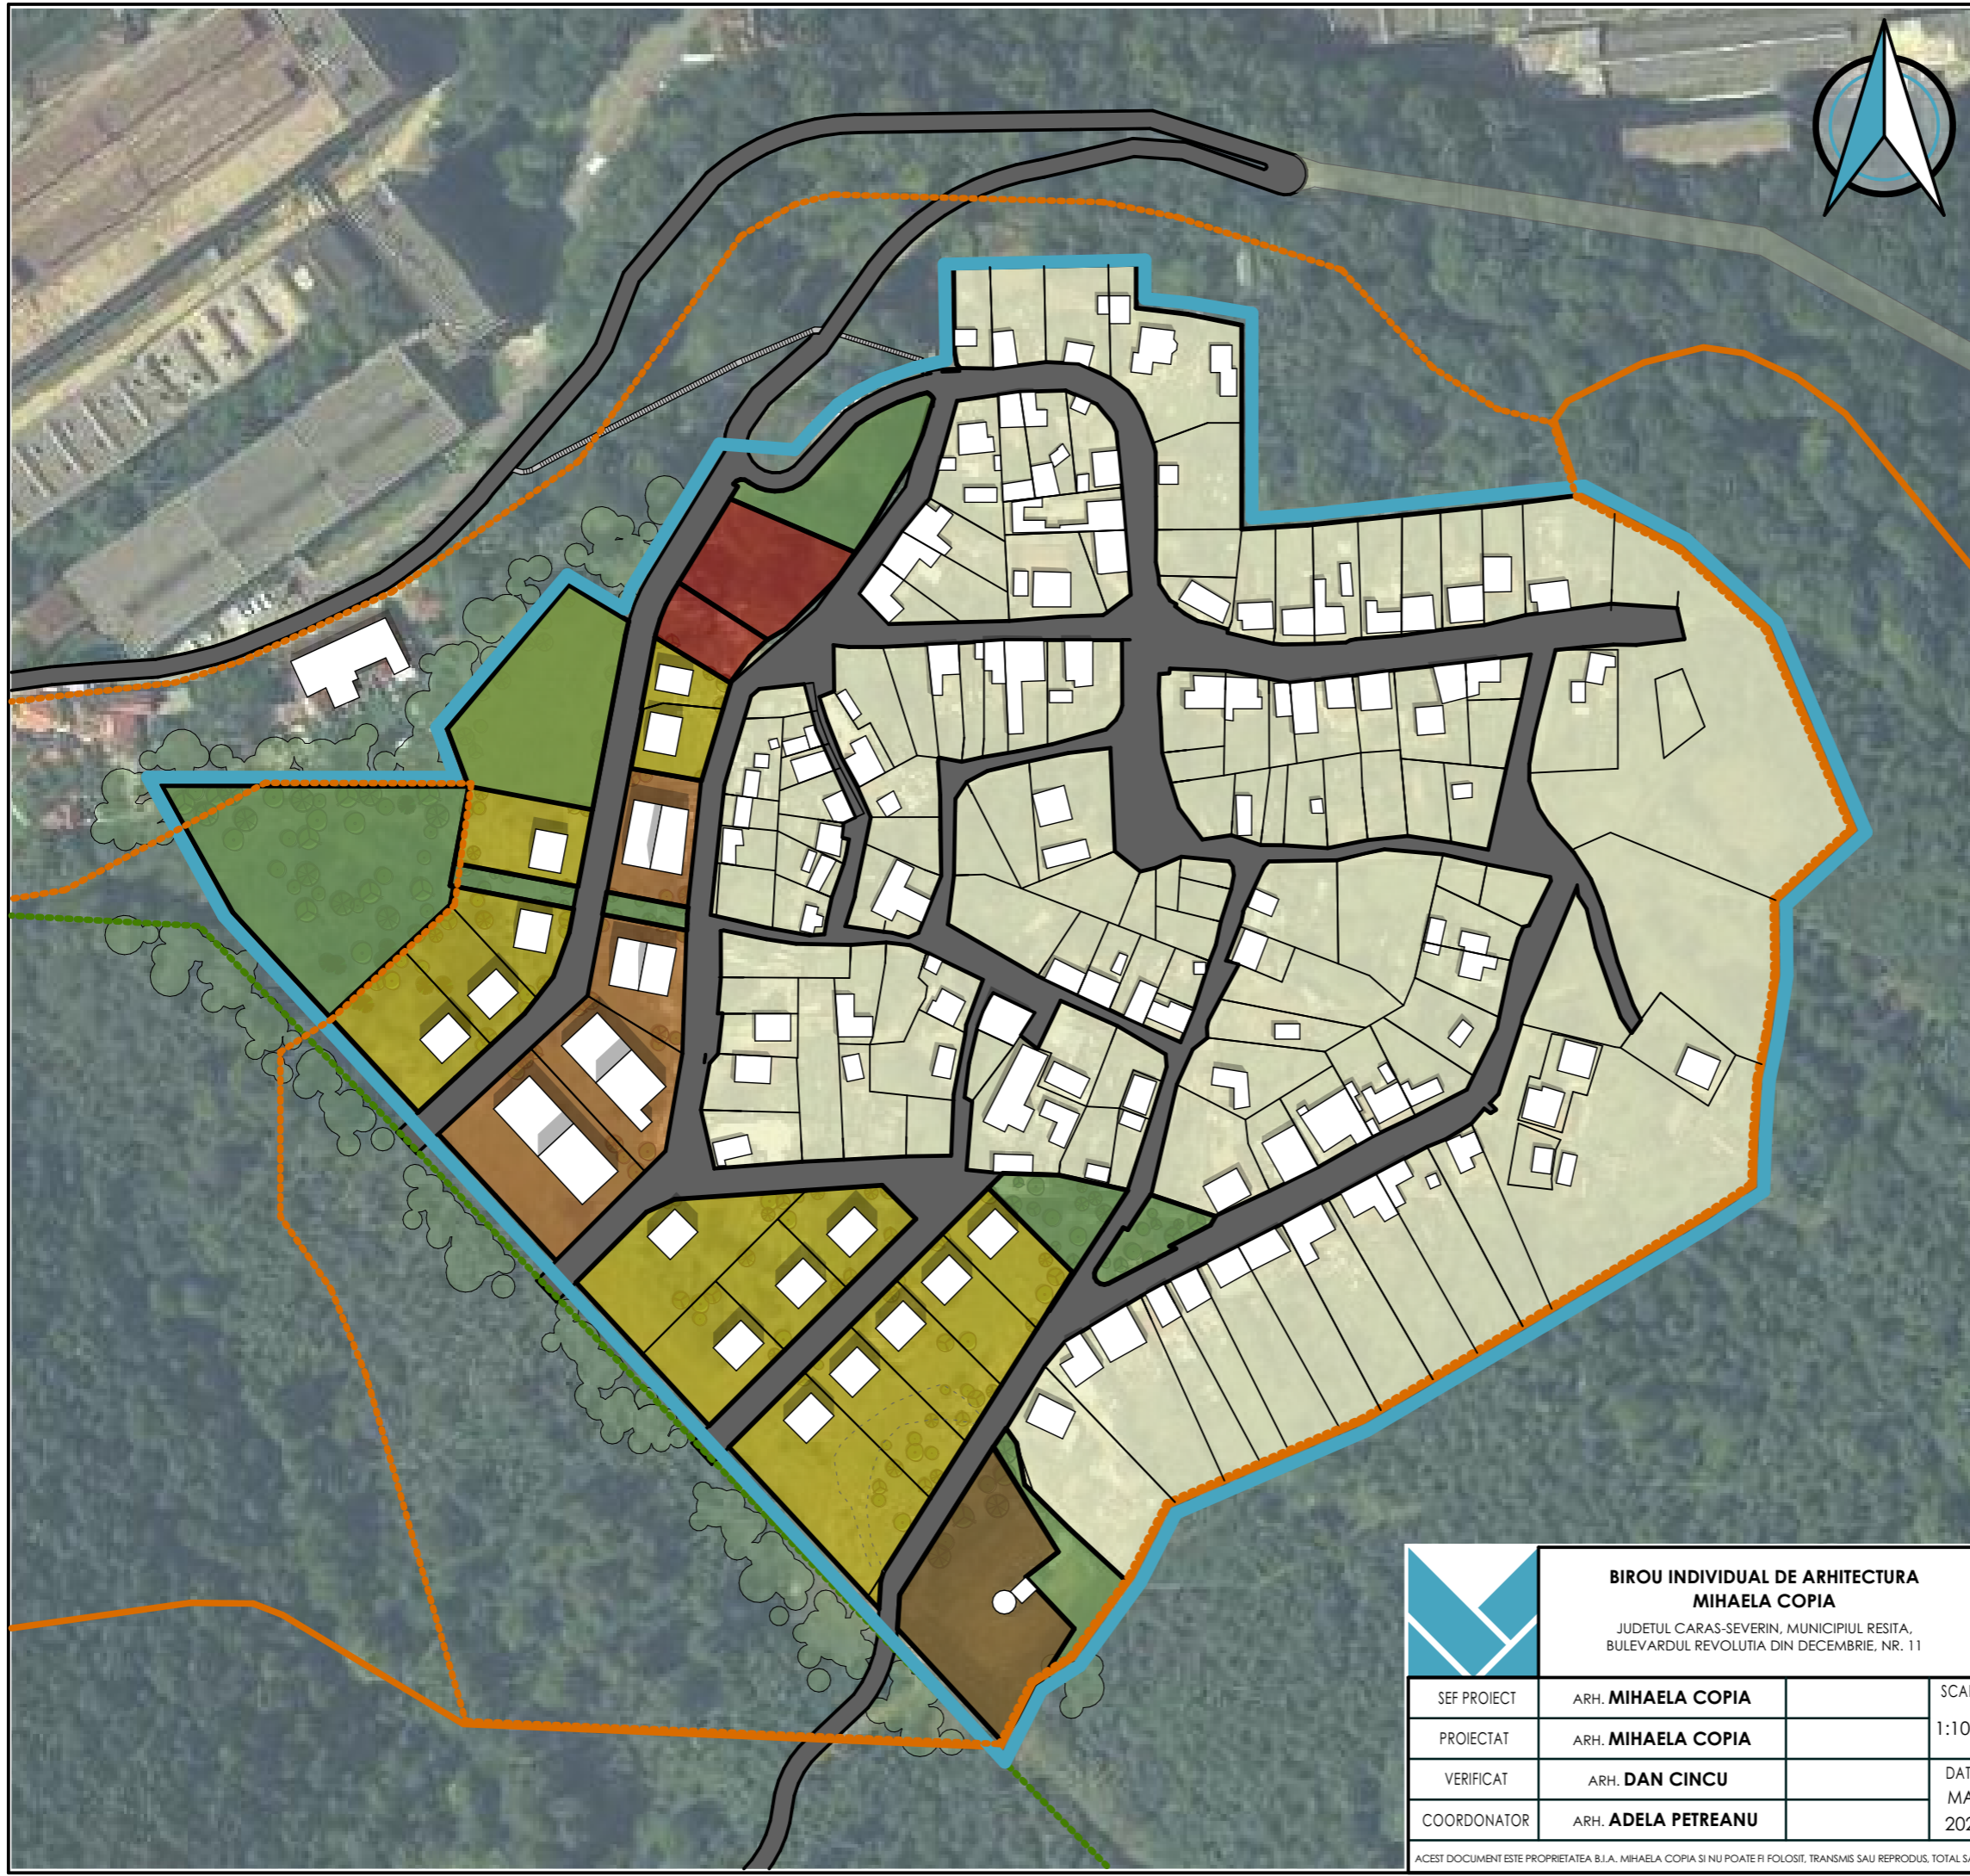 BIROU INDIVIDUAL DE ARHITECTURA
MIHAELA COPIA
JUDETUL CARAS-SEVERIN, MUNICIPIUL RESITA,
BULEVARDUL REVOLUTIA DIN DECEMBRIE, NR. 11
SEF PROIECT ARH. MIHAELA COPIA
PROIECTAT ARH. MIHAELA COPIA
VERIFICAT ARH. DAN CINCU
COORDONATOR ARH. ADELA PETREANU
ACEST DOCUMENT ESTE PROPRIETATEA B.I.A. MIHAELA COPIA SI NU POATE FI FOLOSIT, TRANSMIS SAU REPRODUS, TOTAL